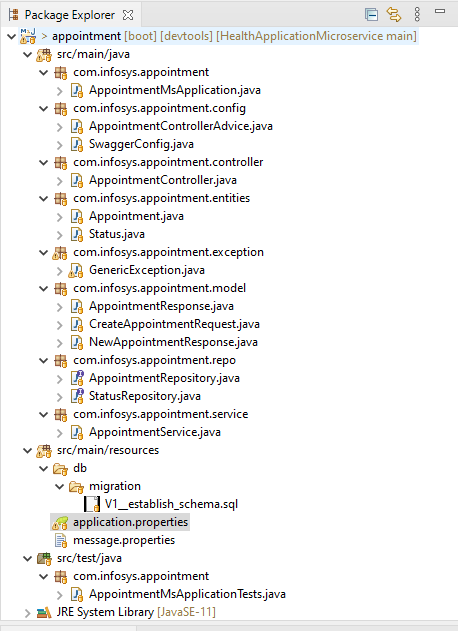 Package Explorer
> appointment [boot] [devtools] [HealthApplicationMicroservice main]
src/main/java
com.infosys.appointment
AppointmentMsApplication.java
com.infosys.appointment.config
AppointmentControllerAdvice.java
SwaggerConfig.java
com.infosys.appointment.controller
AppointmentController.java
com.infosys.appointment.entities
Appointment.java
Status.java
com.infosys.appointment.exception
GenericException.java
com.infosys.appointment.model
AppointmentResponse.java
CreateAppointmentRequest.java
NewAppointmentResponse.java
com.infosys.appointment.repo
AppointmentRepository.java
StatusRepository.java
com.infosys.appointment.service
AppointmentService.java
src/main/resources
db
migration
V1__establish_schema.sql
application.properties
message.properties
src/test/java
com.infosys.appointment
AppointmentMsApplicationTests.java
JRE System Library [JavaSE-11]